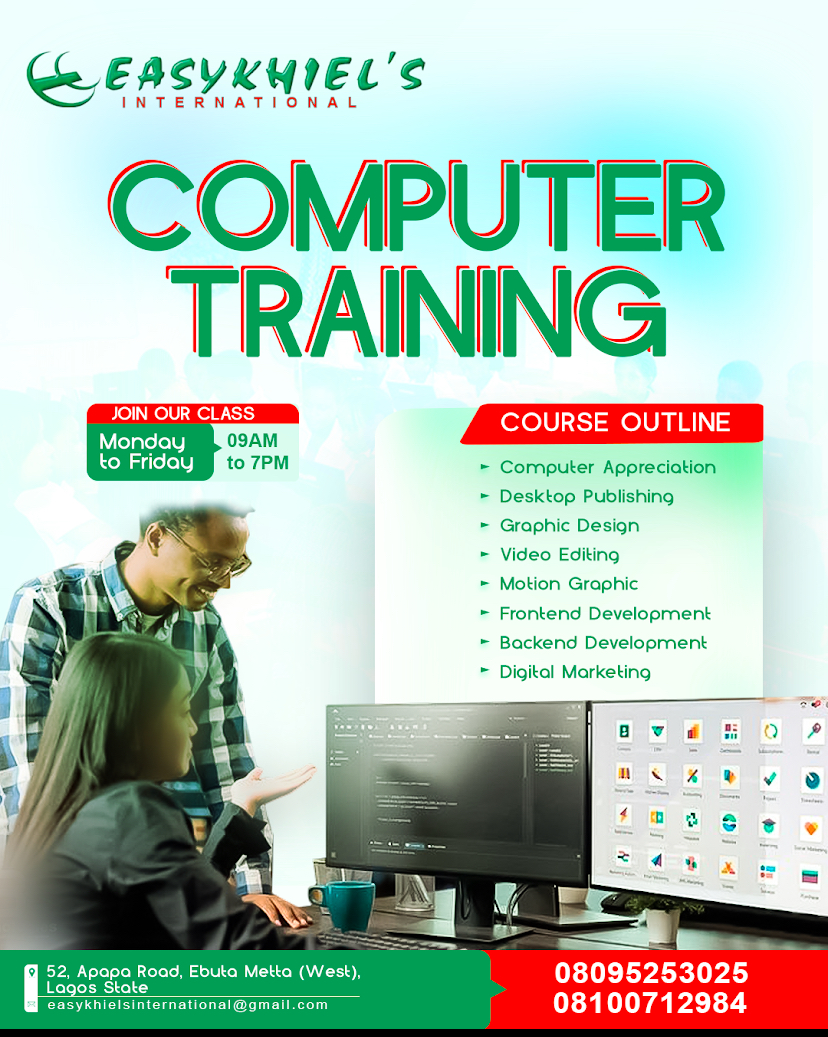 EASYKHIEL'S
INTERNATIONAL
COMPUTER
TRAINING
JOIN OUR CLASS
Monday
to Friday
09AM
to 7PM
COURSE OUTLINE
Computer Appreciation
Desktop Publishing
Graphic Design
Video Editing
Motion Graphic
Frontend Development
Backend Development
Digital Marketing
52, Apapa Road, Ebuta Metta (West),
Lagos State
easykhielsinternational@gmail.com
08095253025
08100712984